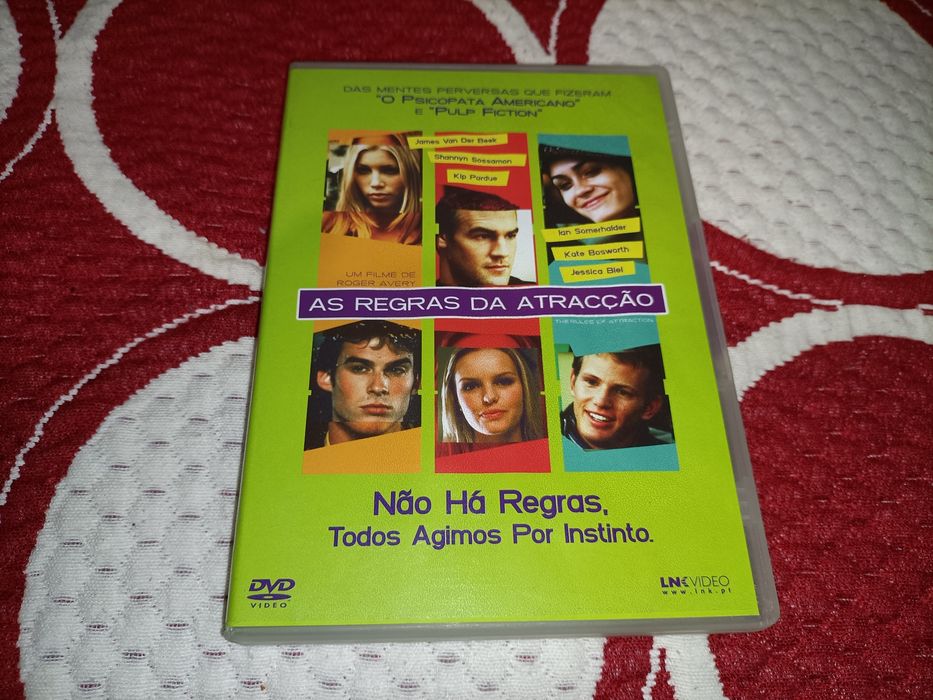 DAS MENTES PERVERSAS QUE FIZERAM
"O PSICOPATA AMERICANO"
E "PULP FICTION"
James Van Der Beek
Shannyn Sossamon
Kip Pardue
Ian Somerhalder
Kate Bosworth
Jessica Biel
UM FILME DE
ROGER AVERY
AS REGRAS DA ATRACÇÃO
THE RULES OF ATTRACTION
Não Há Regras,
Todos Agimos Por Instinto.
DVD
VIDEO
LNK VIDEO
www.lnk.pt